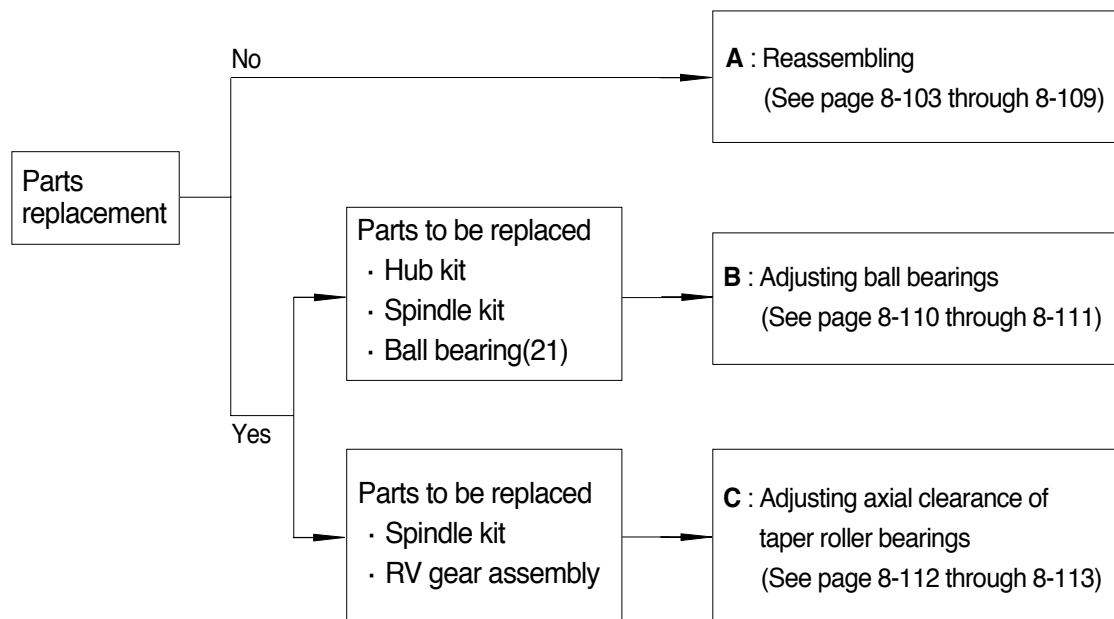 No
A : Reassembling
(See page 8-103 through 8-109)
Parts
replacement
Parts to be replaced
· Hub kit
· Spindle kit
· Ball bearing(21)
B : Adjusting ball bearings
(See page 8-110 through 8-111)
Yes
Parts to be replaced
· Spindle kit
· RV gear assembly
C : Adjusting axial clearance of
taper roller bearings
(See page 8-112 through 8-113)